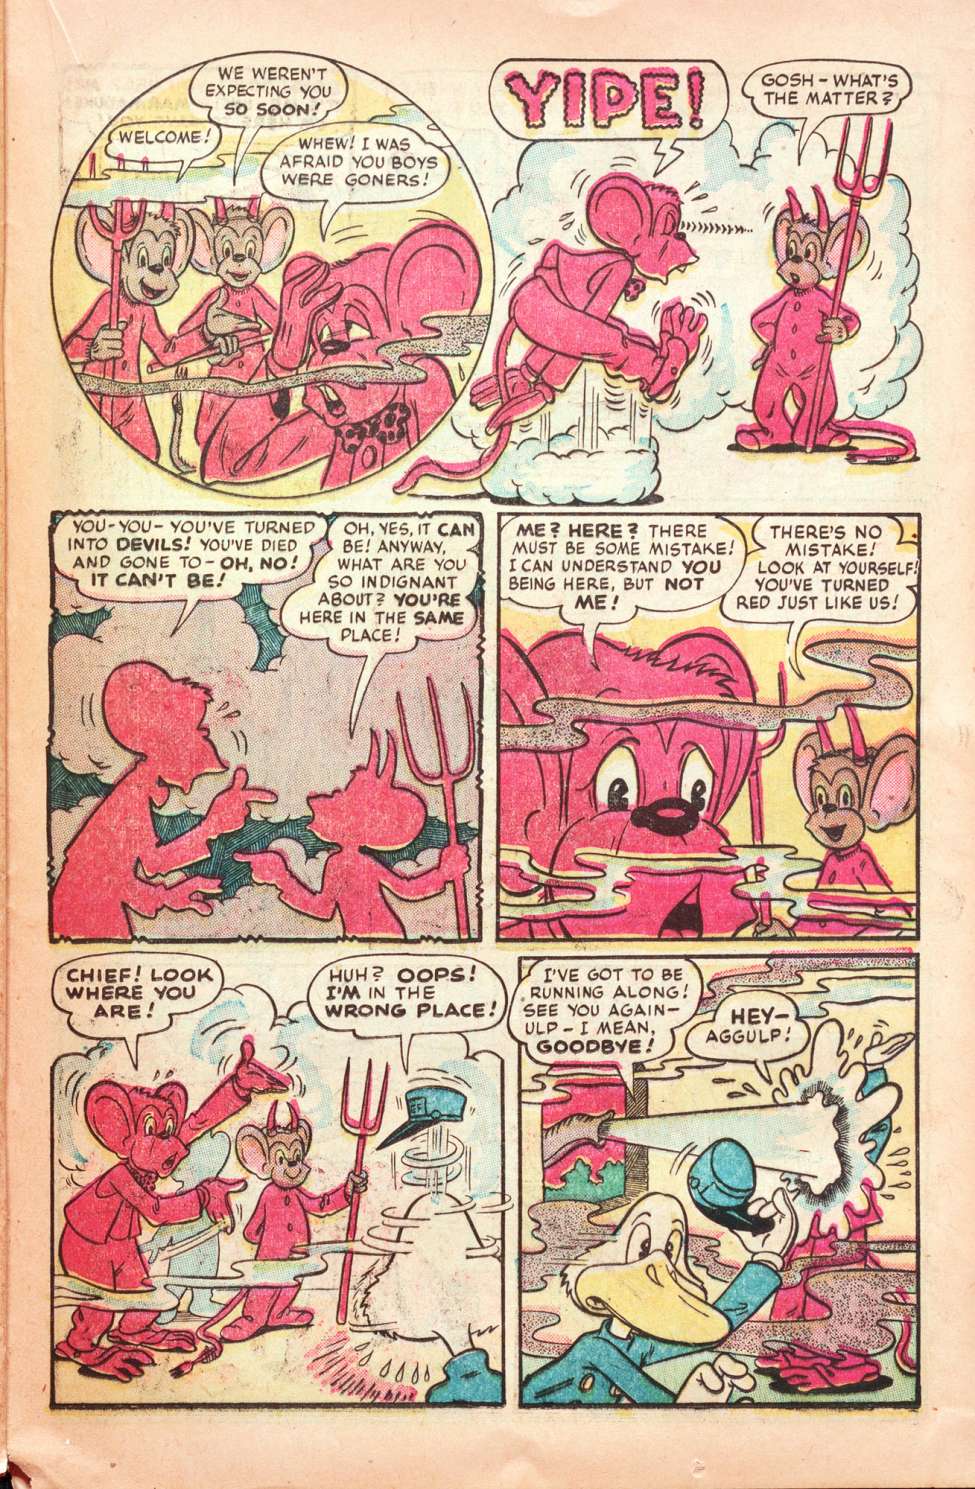 WE WEREN'T
EXPECTING YOU
SO SOON!
WELCOME!
WHEW! I WAS
AFRAID YOU BOYS
WERE GONERS!
YIPE!
GOSH - WHAT'S
THE MATTER?
YOU-YOU- YOU'VE TURNED
INTO DEVILS! YOU'VE DIED
AND GONE TO - OH, NO!
IT CAN'T BE!
OH, YES, IT CAN
BE! ANYWAY,
WHAT ARE YOU
SO INDIGNANT
ABOUT? YOU'RE
HERE IN THE SAME
PLACE!
ME? HERE? THERE
MUST BE SOME MISTAKE!
I CAN UNDERSTAND YOU
BEING HERE, BUT NOT
ME!
THERE'S NO
MISTAKE!
LOOK AT YOURSELF!
YOU'VE TURNED
RED JUST LIKE US!
CHIEF! LOOK
WHERE YOU
ARE!
HUH? OOPS!
I'M IN THE
WRONG PLACE!
I'VE GOT TO BE
RUNNING ALONG!
SEE YOU AGAIN-
ULP - I MEAN,
GOODBYE!
HEY-
AGGULP!